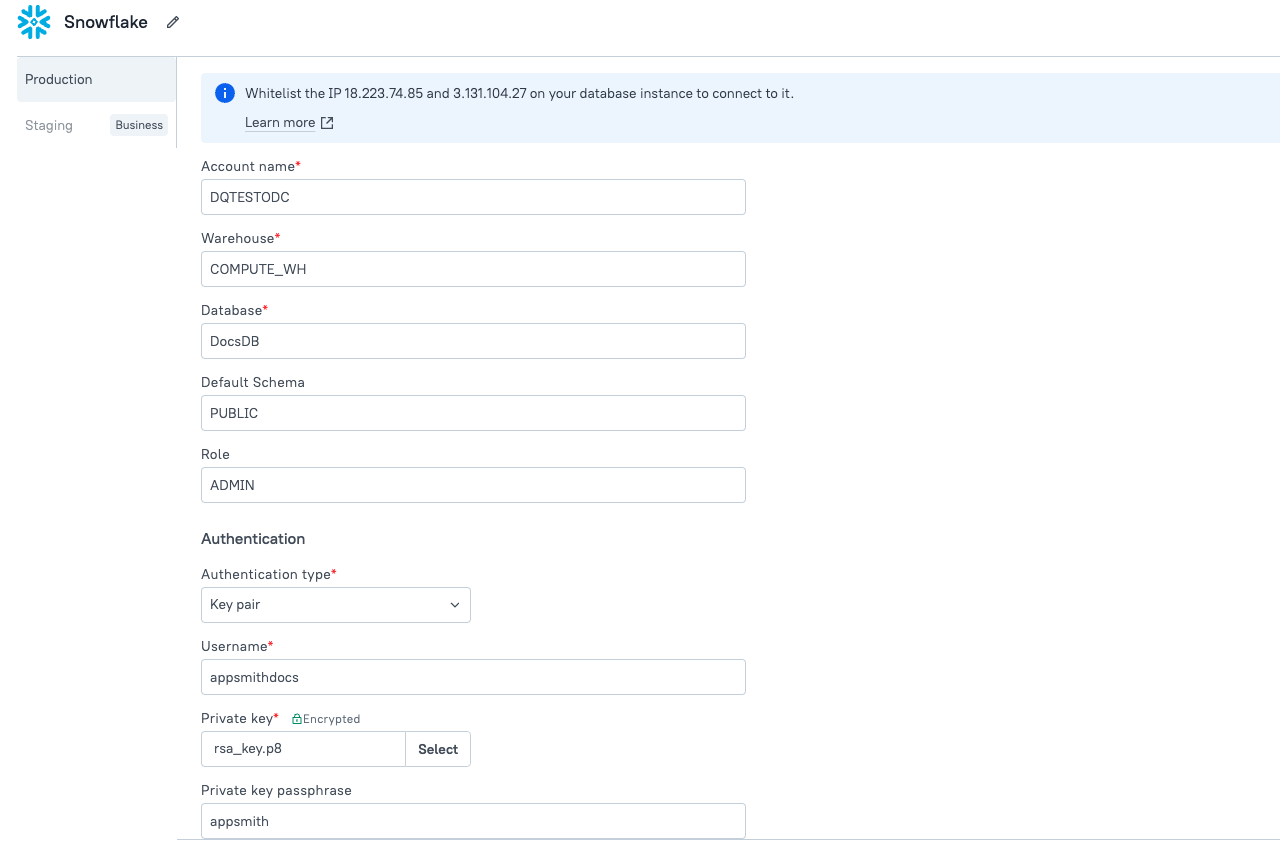 Snowflake
Production
Staging Business
Whitelist the IP 18.223.74.85 and 3.131.104.27 on your database instance to connect to it.
Learn more
Account name*
DQTESTODC
Warehouse*
COMPUTE_WH
Database*
DocsDB
Default Schema
PUBLIC
Role
ADMIN
Authentication
Authentication type*
Key pair
Username*
appsmithdocs
Private key* Encrypted
rsa_key.p8 Select
Private key passphrase
appsmith